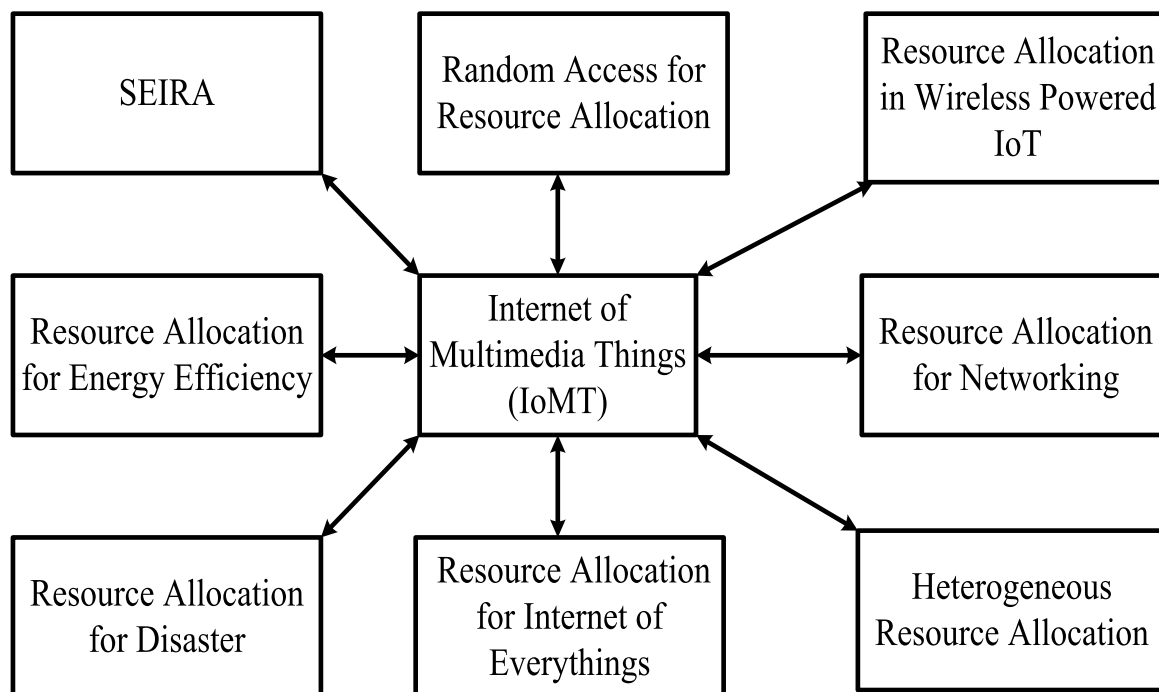 SEIRA
Random Access for
Resource Allocation
Resource Allocation
in Wireless Powered
IoT
Resource Allocation
for Energy Efficiency
Internet of
Multimedia Things
(IoMT)
Resource Allocation
for Networking
Resource Allocation
for Disaster
Resource Allocation
for Internet of
Everythings
Heterogeneous
Resource Allocation